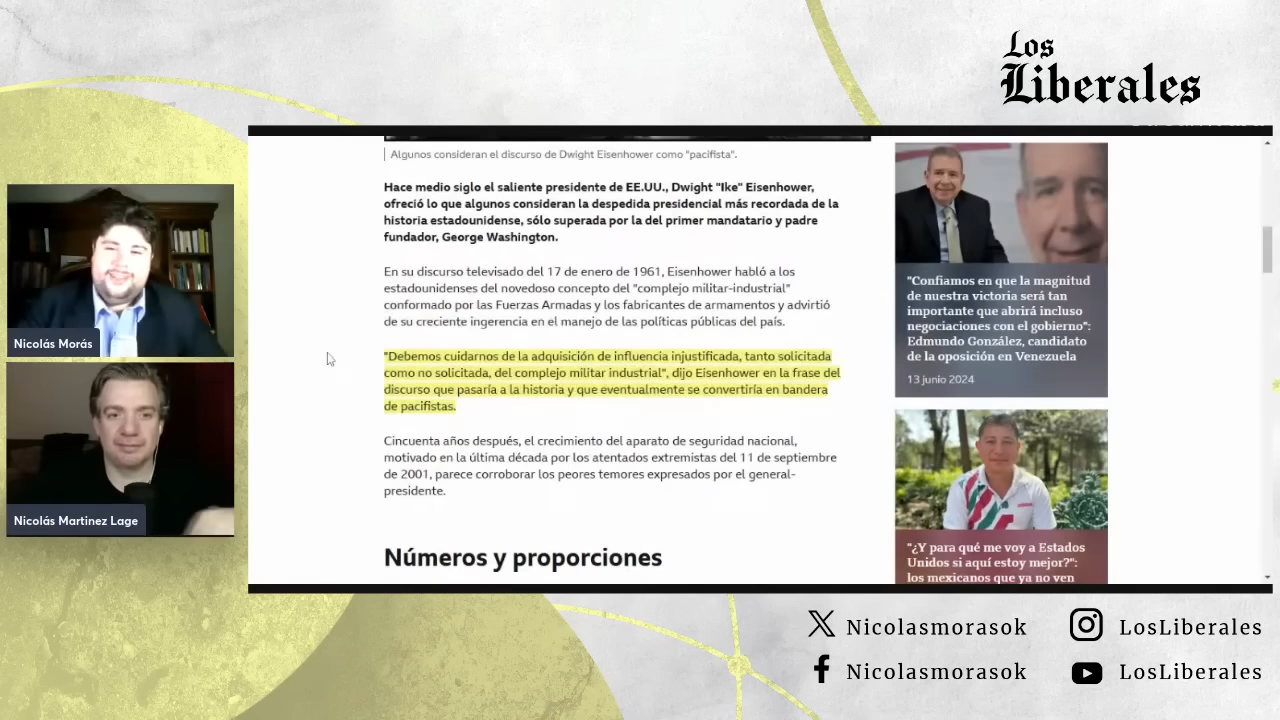 Los
Liberales
Algunos consideran el discurso de Dwight Eisenhower como "pacifista".
Hace medio siglo el saliente presidente de EE.UU., Dwight "Ike" Eisenhower,
ofreció lo que algunos consideran la despedida presidencial más recordada de la
historia estadounidense, sólo superada por la del primer mandatario y padre
fundador, George Washington.
En su discurso televisado del 17 de enero de 1961, Eisenhower habló a los
estadounidenses del novedoso concepto del "complejo militar-industrial"
conformado por las Fuerzas Armadas y los fabricantes de armamentos y advirtió
de su creciente ingerencia en el manejo de las políticas públicas del país.
"Debemos cuidarnos de la adquisición de influencia injustificada, tanto solicitada
como no solicitada, del complejo militar industrial", dijo Eisenhower en la frase del
discurso que pasaría a la historia y que eventualmente se convertiría en bandera
de pacifistas.
Cincuenta años después, el crecimiento del aparato de seguridad nacional,
motivado en la última década por los atentados extremistas del 11 de septiembre
de 2001, parece corroborar los peores temores expresados por el general-
presidente.
Números y proporciones
"Confiamos en que la magnitud
de nuestra victoria será tan
importante que abrirá incluso
negociaciones con el gobierno":
Edmundo González, candidato
de la oposición en Venezuela
13 junio 2024
"¿Y para qué me voy a Estados
Unidos si aquí estoy mejor?":
los mexicanos que ya no ven
Nicolás Morás
Nicolás Martinez Lage
Nicolasmorasok
LosLiberales
Nicolasmorasok
LosLiberales